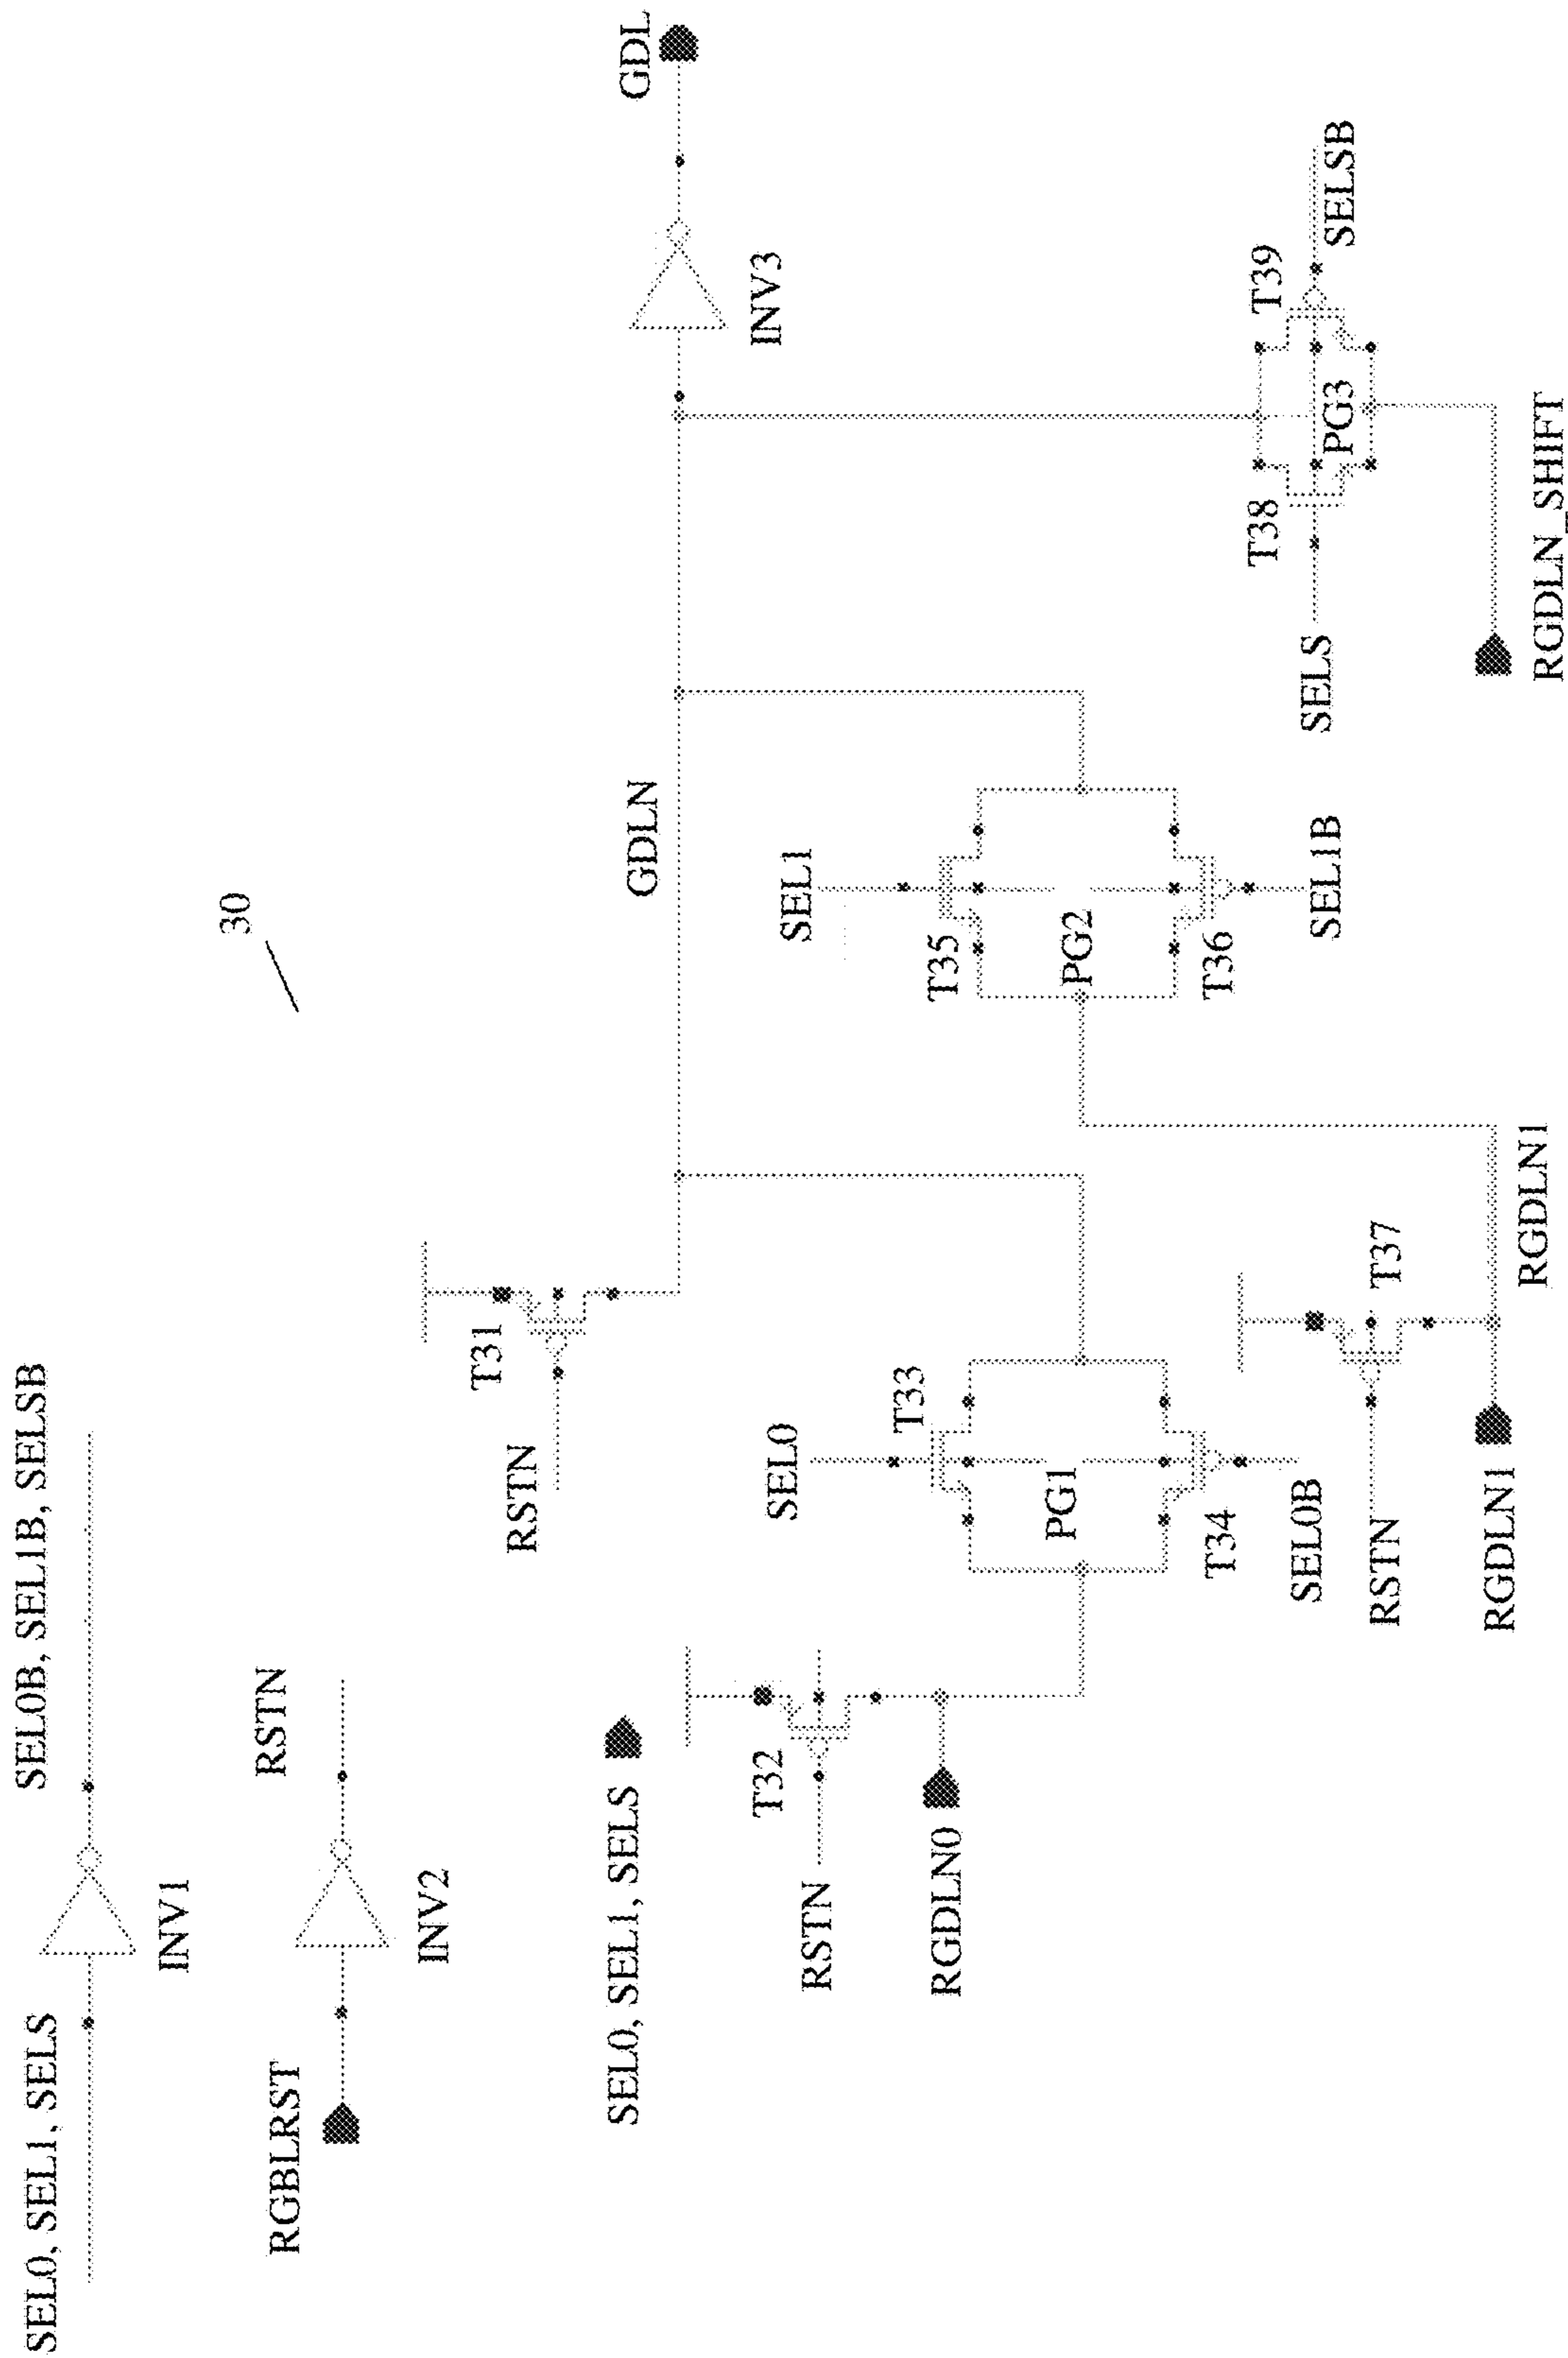 SEL0, SEL1, SELS
SEL0B, SEL1B, SELSB
INV1
RGBLRST
RSTN
INV2
30
SEL0, SEL1, SELS
RSTN
T31
GDLN
GDL
INV3
T32
RSTN
RGDLN0
SEL0
T33
PG1
T34
SEL0B
SEL1
T35
PG2
T36
SEL1B
T38
T39
SELS
PG3
SELSB
RSTN
T37
RGDLN1
RGDLN1
RGDLN_SHIFT